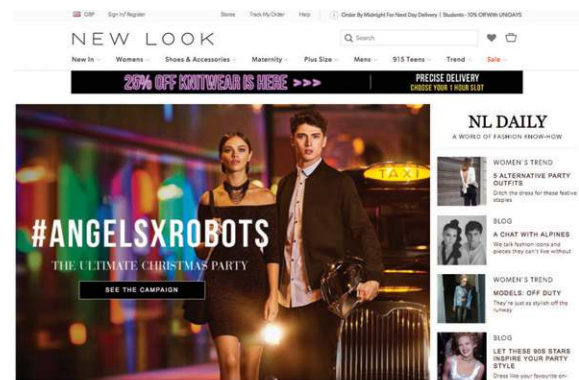 GBP Sign In/ Register Stores Track My Order Help Order By Midnight For Next Day Delivery | Students - 10% Off With UNiDAYS
NEW LOOK
Search
New In Womens Shoes & Accessories Maternity Plus Size Mens 915 Teens Trend Sale
25% OFF KNITWEAR IS HERE >>>
PRECISE DELIVERY
CHOOSE YOUR 1 HOUR SLOT
TAXI
#ANGELSXROBOTS
THE ULTIMATE CHRISTMAS PARTY
SEE THE CAMPAIGN
NL DAILY
A WORLD OF FASHION KNOW-HOW
WOMEN'S TREND
5 ALTERNATIVE PARTY
OUTFITS
Ditch the dress for these festive
staples
BLOG
A CHAT WITH ALPINES
We talk fashion icons and
pieces they can't live without
WOMEN'S TREND
MODELS: OFF DUTY
They're just as stylish off the
runway
BLOG
LET THESE 90S STARS
INSPIRE YOUR PARTY
STYLE
Dress like your favourite on-